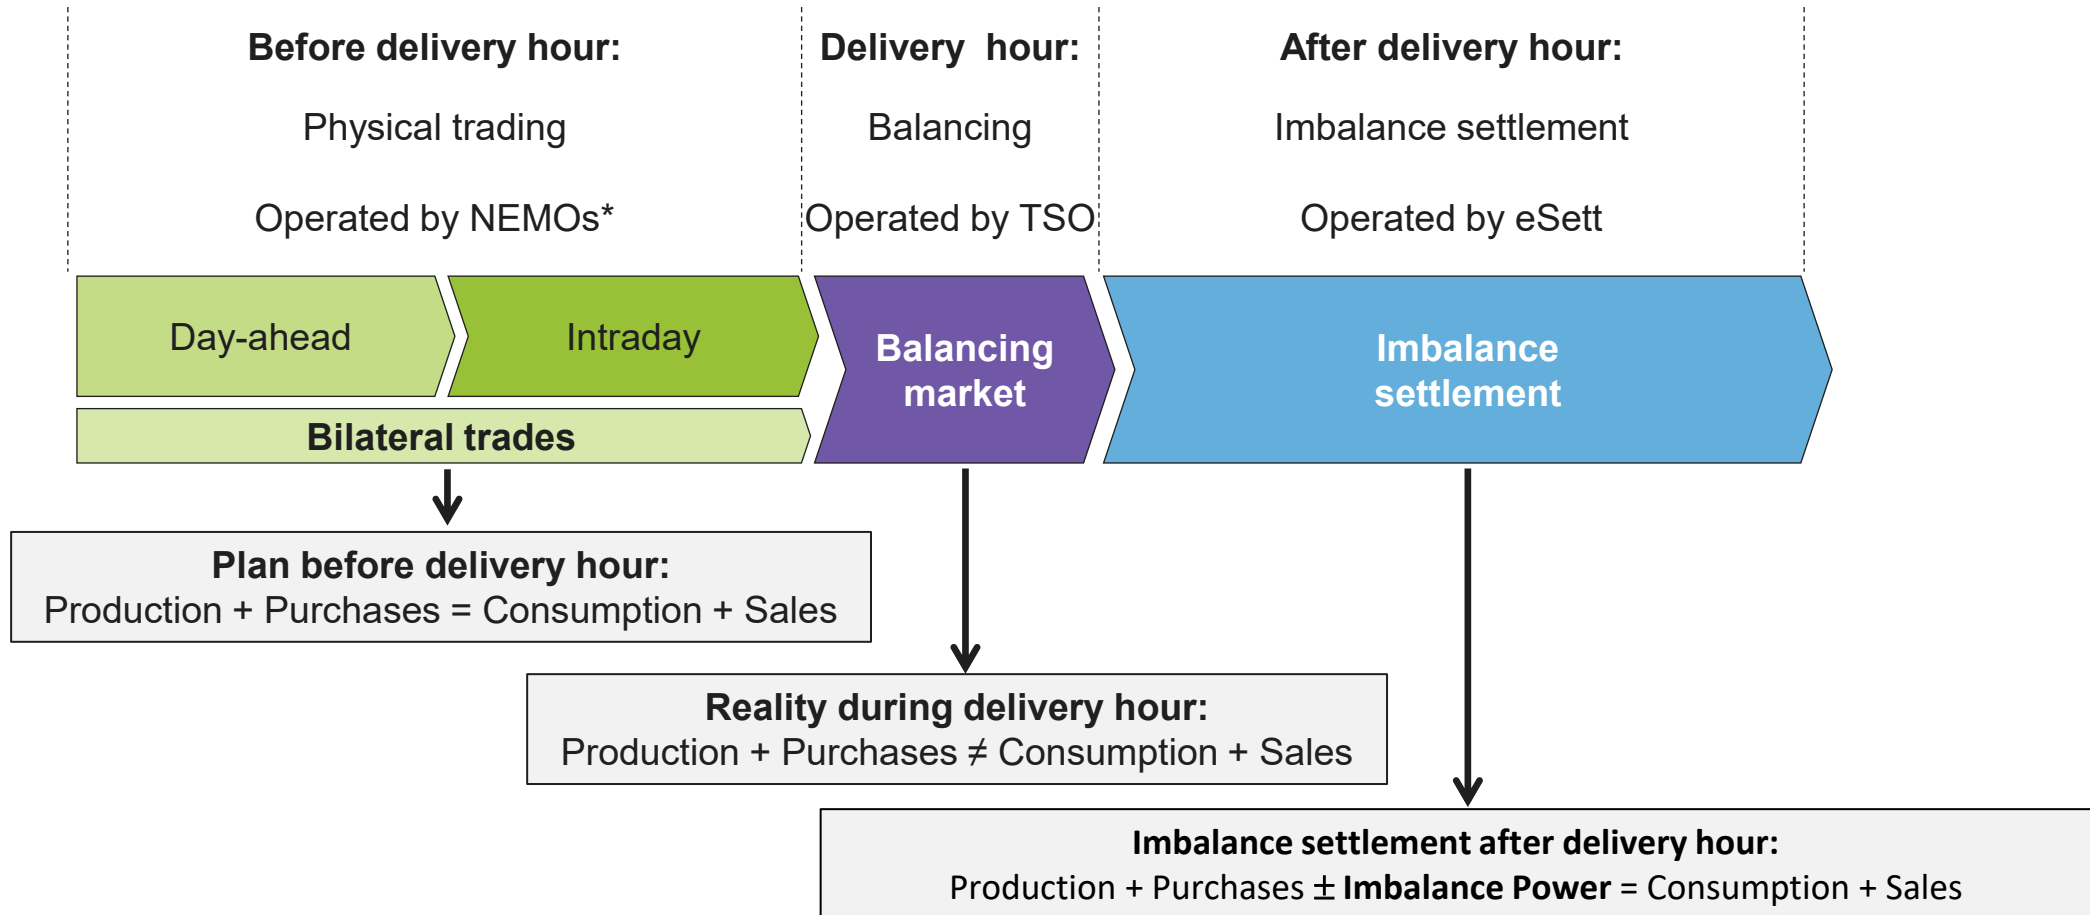 Before delivery hour:
Physical trading
Operated by NEMOs*
Delivery  hour:
Balancing
Operated by TSO
After delivery hour:
Imbalance settlement
Operated by eSett
Day-ahead
Intraday
Bilateral trades
Balancing
market
Imbalance
settlement
Plan before delivery hour:
Production + Purchases = Consumption + Sales
Reality during delivery hour:
Production + Purchases ≠ Consumption + Sales
Imbalance settlement after delivery hour:
Production + Purchases ± Imbalance Power = Consumption + Sales